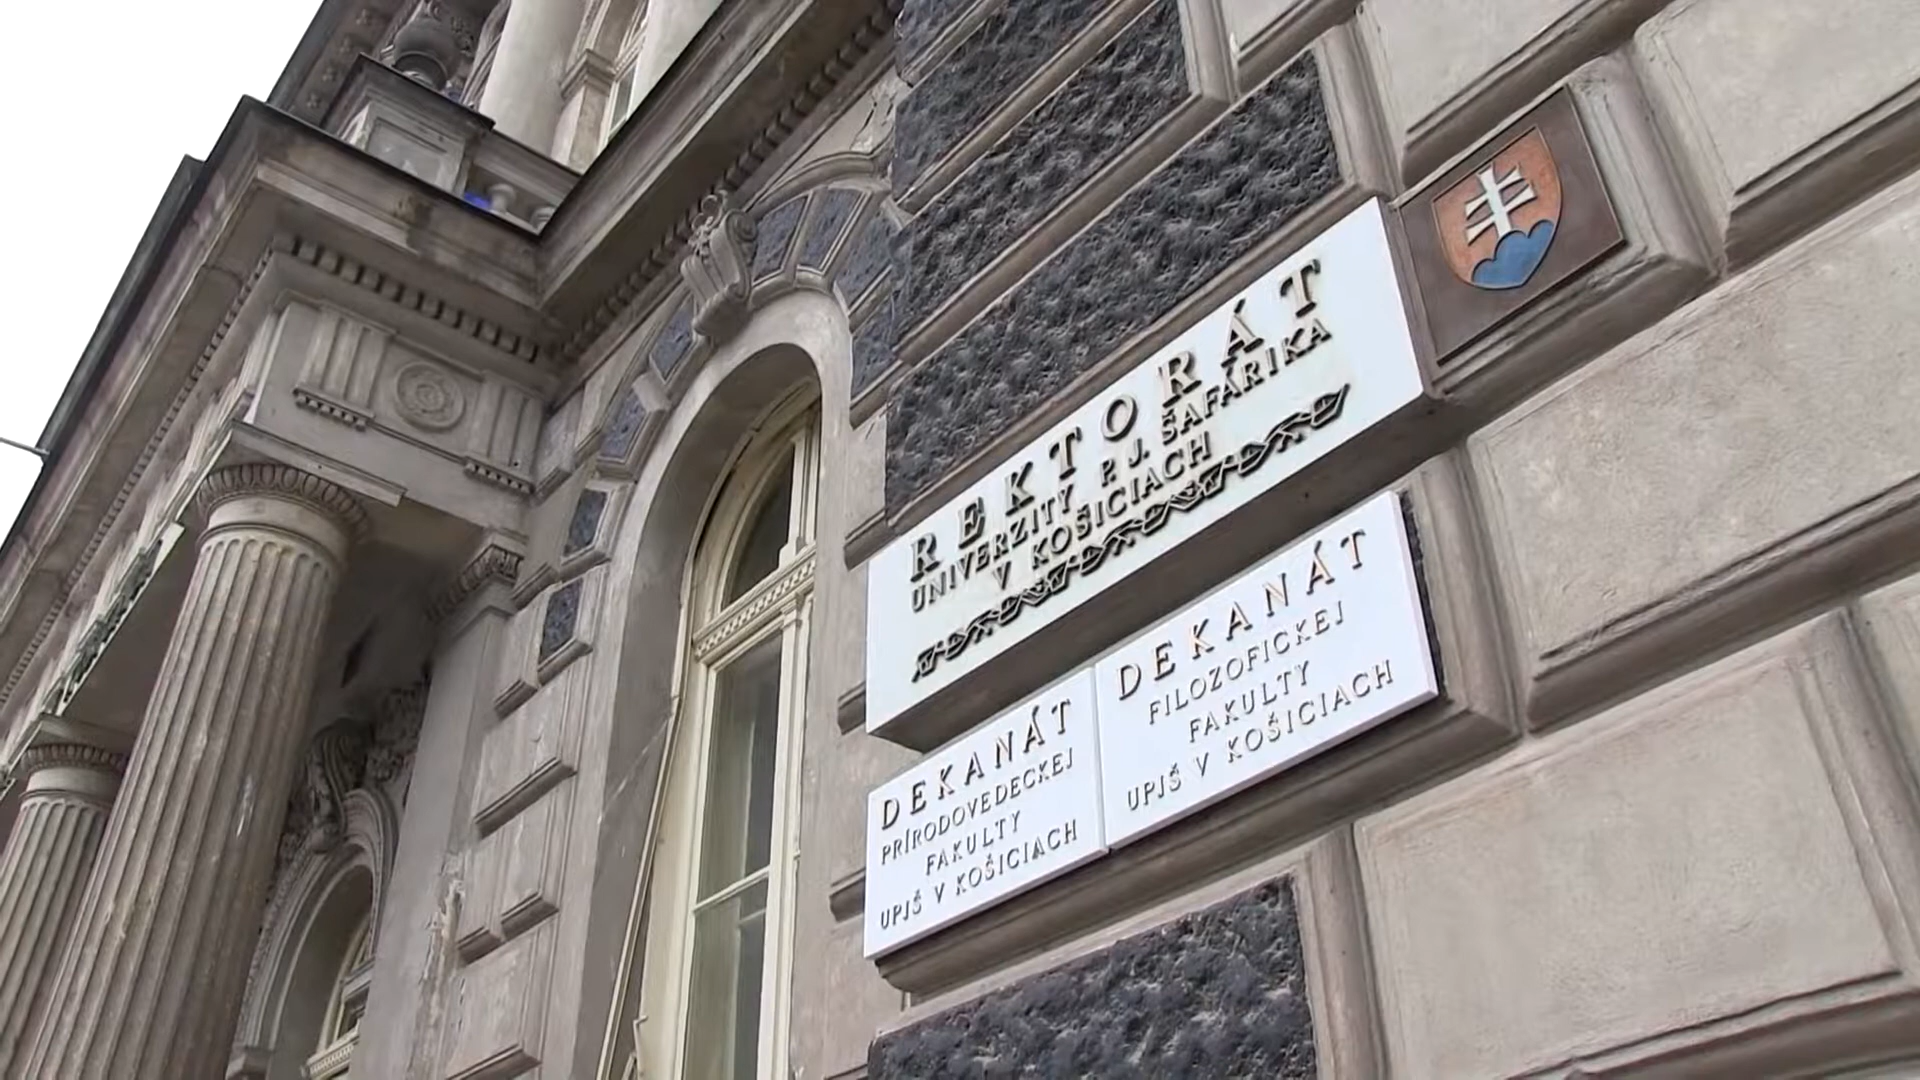 REKTORÁT
UNIVERZITY P. J. ŠAFÁRIKA
V KOŠICIACH
DEKANÁT
PRÍRODOVEDECKEJ
FAKULTY
UPJŠ V KOŠICIACH
DEKANÁT
FILOZOFICKEJ
FAKULTY
UPJŠ V KOŠICIACH